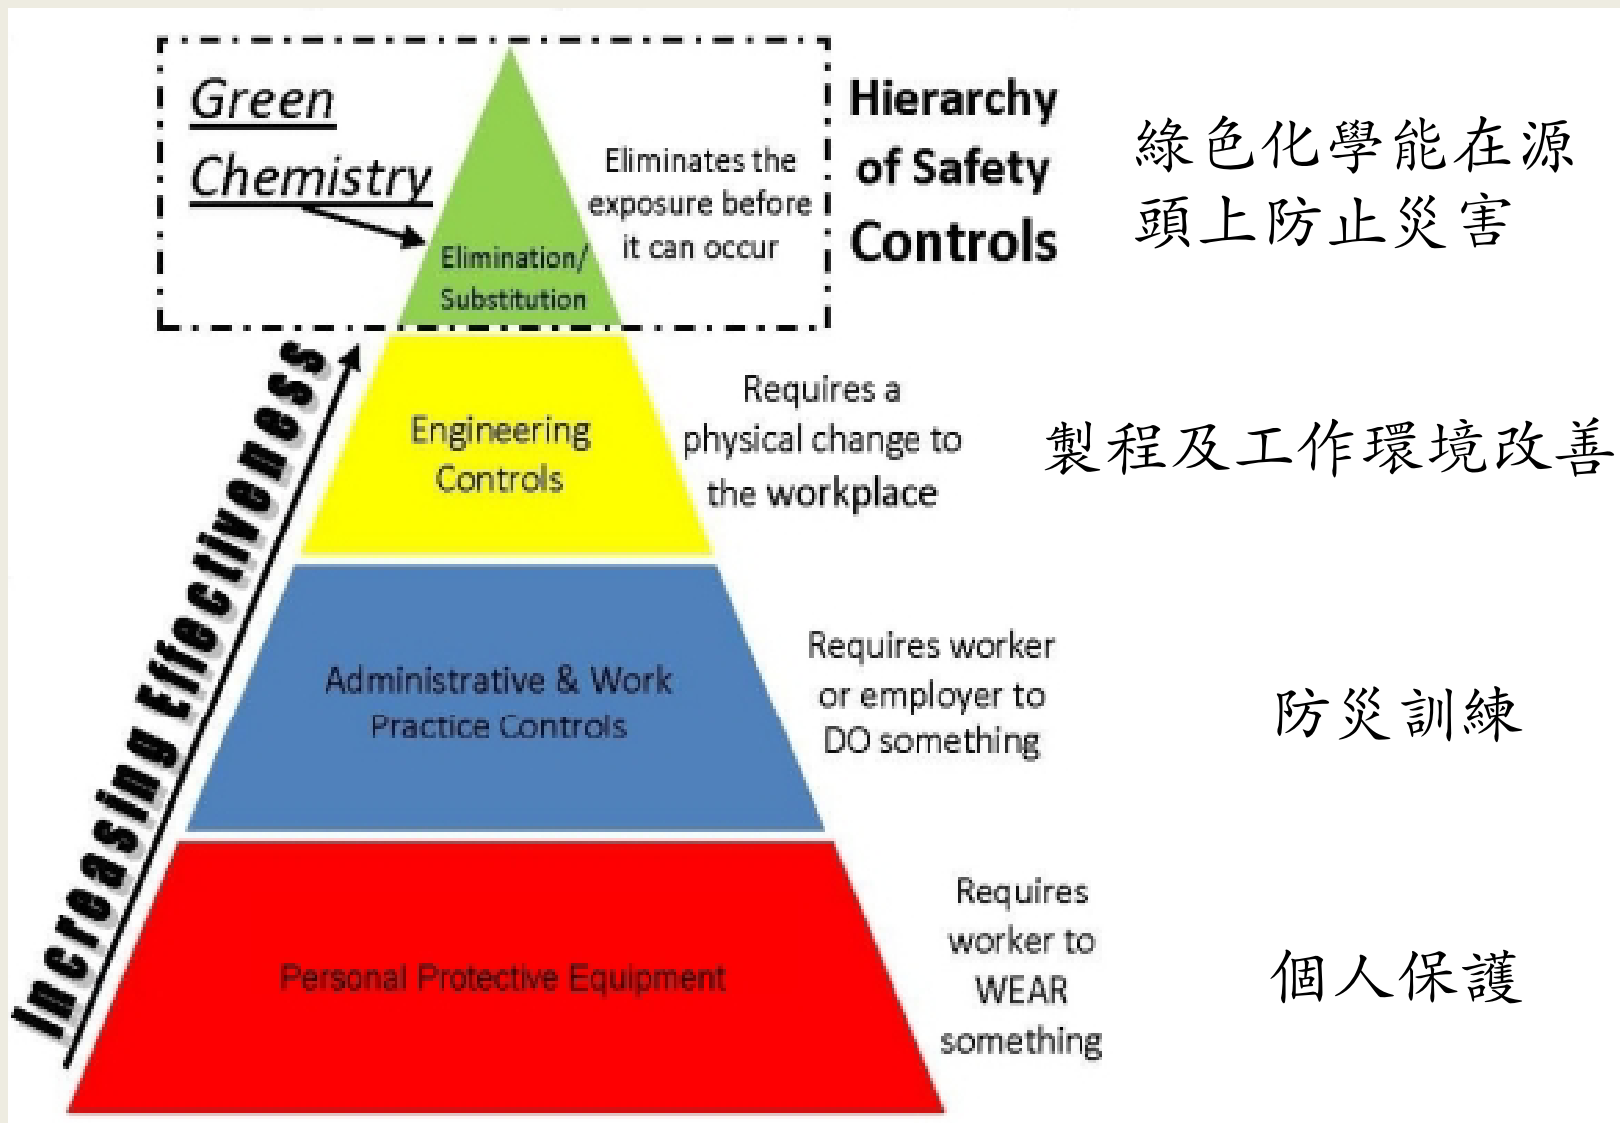 Green
Chemistry
Eliminates the
exposure before
it can occur
Elimination/
Substitution
Hierarchy
of Safety
Controls
綠色化學能在源
頭上防止災害
Increasing Effectiveness
Engineering
Controls
Requires a
physical change to
the workplace
製程及工作環境改善
Administrative & Work
Practice Controls
Requires worker
or employer to
DO something
防災訓練
Personal Protective Equipment
Requires
worker to
WEAR
something
個人保護